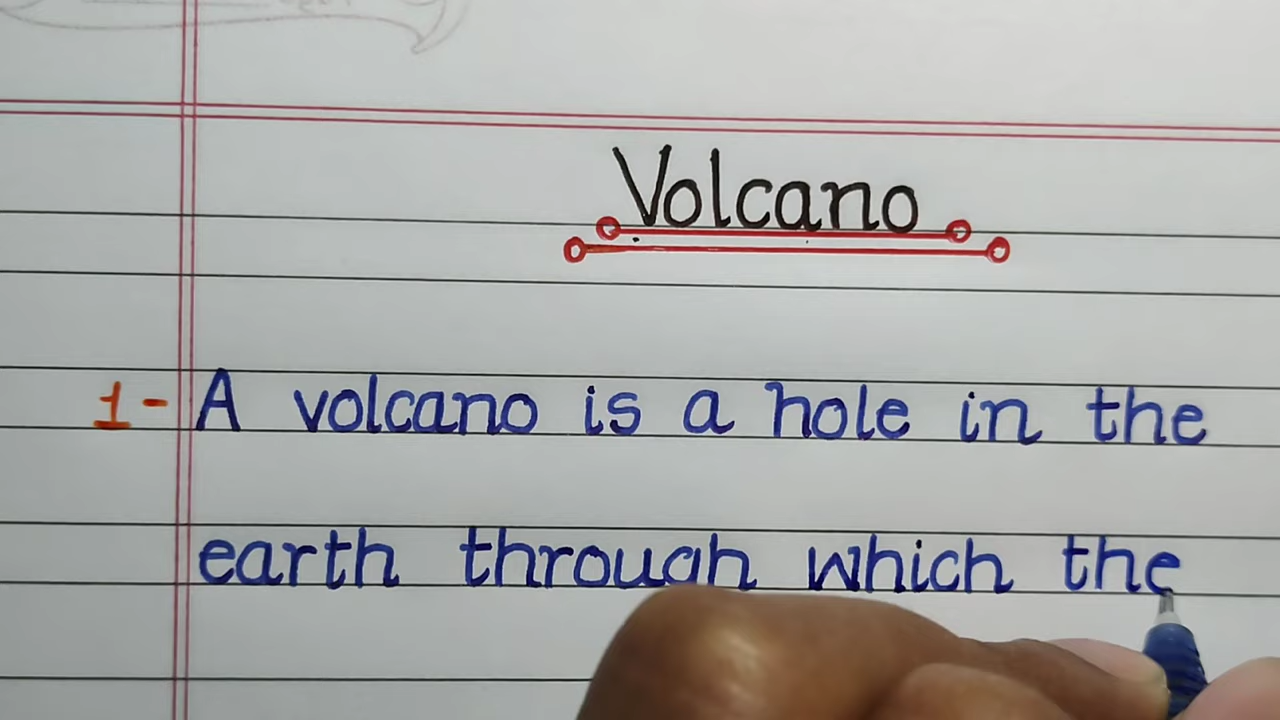 Volcano
1- A volcano is a hole in the
earth through which the